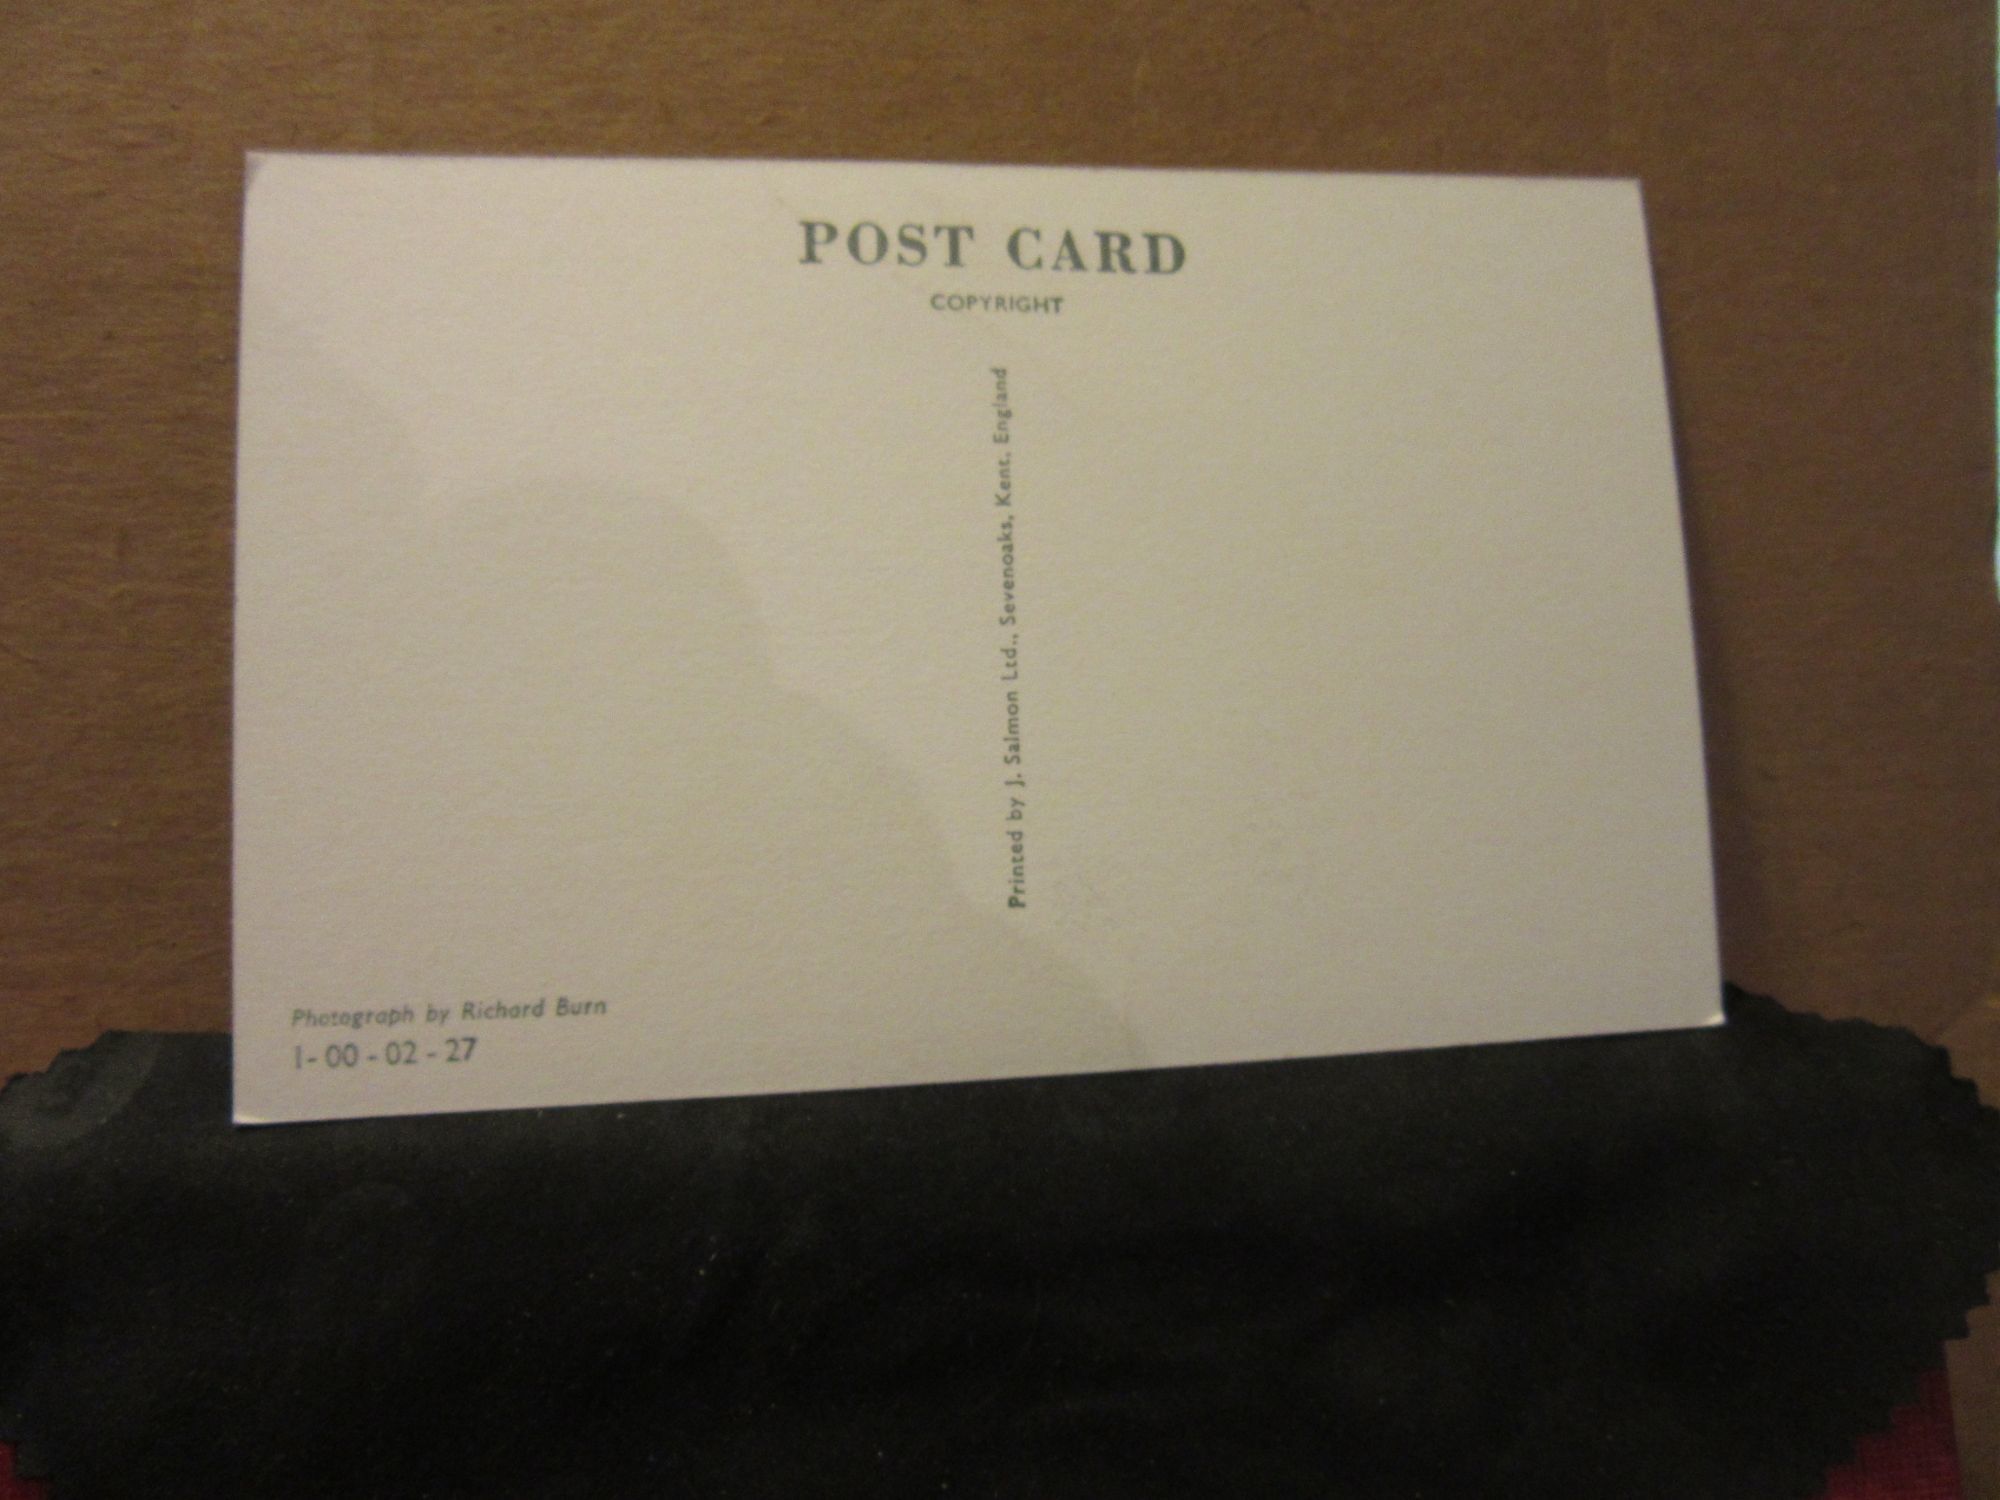 POST CARD
COPYRIGHT
Printed by J. Salmon Ltd., Sevenoaks, Kent. England
Photograph by Richard Burn
1-00-02-27